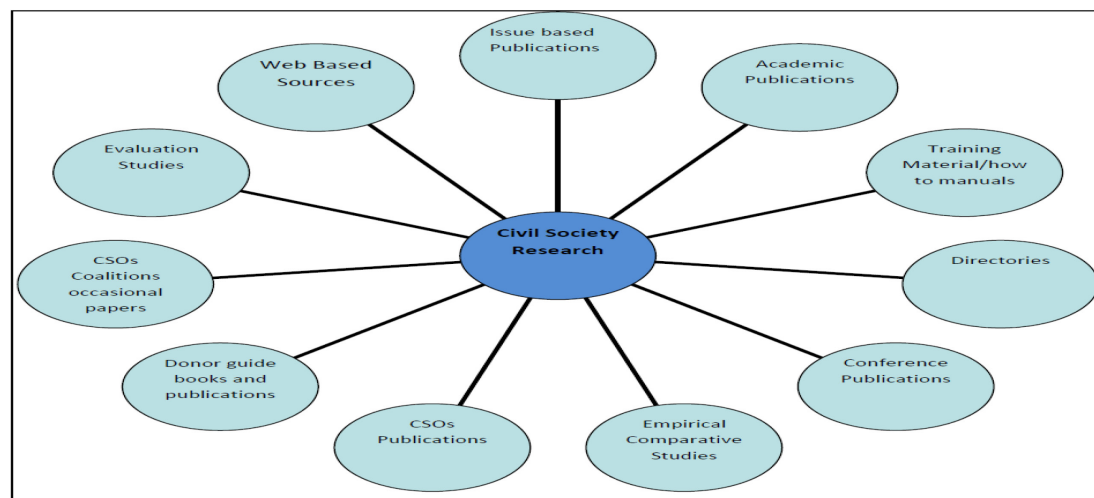 Issue based
Publications
Web Based
Sources
Academic
Publications
Evaluation
Studies
Training
Material/how
to manuals
Civil Society
Research
CSOs
Coalitions
occasional
papers
Directories
Donor guide
books and
publications
Conference
Publications
CSOs
Publications
Empirical
Comparative
Studies